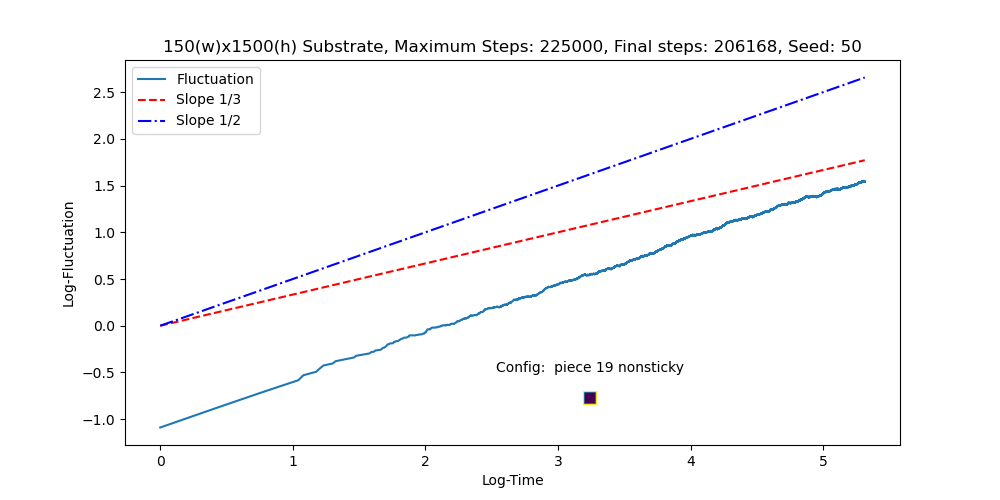 150(w)x1500(h) Substrate, Maximum Steps: 225000, Final steps: 206168, Seed: 50
Fluctuation
Slope 1/3
Slope 1/2
2.5
2.0
1.5
1.0
0.5
0.0
−0.5
−1.0
Log-Fluctuation
Config:  piece 19 nonsticky
0 1 2 3 4 5
Log-Time